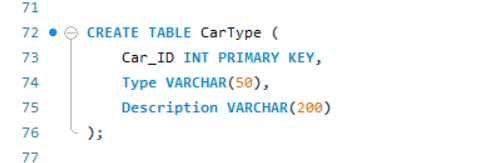 71
72 CREATE TABLE CarType (
73 Car_ID INT PRIMARY KEY,
74 Type VARCHAR(50),
75 Description VARCHAR(200)
76 );
77